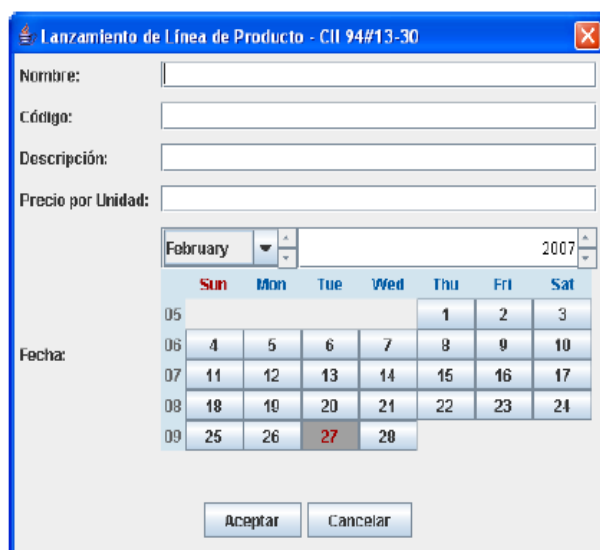 Lanzamiento de Línea de Producto - Cll 94#13-30
Nombre:
Código:
Descripción:
Precio por Unidad:
February 2007
Sun Mon Tue Wed Thu Fri Sat
05 1 2 3
06 4 5 6 7 8 9 10
Fecha:
07 11 12 13 14 15 16 17
08 18 19 20 21 22 23 24
09 25 26 27 28
Aceptar Cancelar